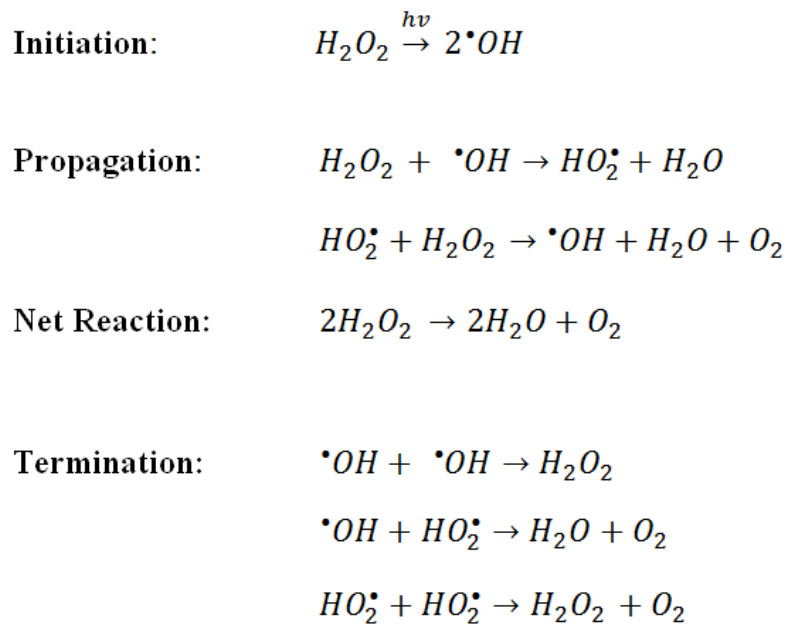 Initiation: H₂O₂ →(hν) 2•OH
Propagation: H₂O₂ + •OH → HO₂• + H₂O
HO₂• + H₂O₂ → •OH + H₂O + O₂
Net Reaction: 2H₂O₂ → 2H₂O + O₂
Termination: •OH + •OH → H₂O₂
•OH + HO₂• → H₂O + O₂
HO₂• + HO₂• → H₂O₂ + O₂